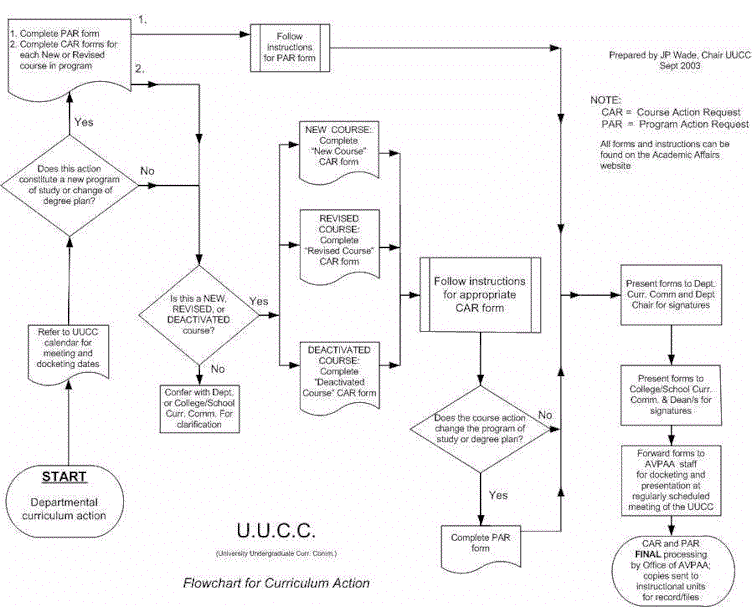 1. Complete PAR form
2. Complete CAR forms for
each New or Revised
course in program
1.
2.
Follow
instructions
for PAR form
Prepared by JP Wade, Chair UUCC
Sept 2003
NOTE:
CAR = Course Action Request
PAR = Program Action Request
All forms and instructions can be
found on the Academic Affairs
website
Yes
Does this action
constitute a new program
of study or change of
degree plan?
No
NEW COURSE:
Complete
"New Course"
CAR form
REVISED
COURSE:
Complete
"Revised Course"
CAR form
DEACTIVATED
COURSE:
Complete
"Deactivated
Course" CAR form
Is this a NEW,
REVISED, or
DEACTIVATED
course?
Yes
No
Refer to UUCC
calendar for
meeting and
docketing dates
Confer with Dept.
or College/School
Curr. Comm. For
clarification
Follow instructions
for appropriate
CAR form
Does the course action
change the program of
study or degree plan?
No
Yes
Complete PAR
form
Present forms to Dept.
Curr. Comm and Dept
Chair for signatures
Present forms to
College/School Curr.
Comm. & Dean/s for
signatures
Forward forms to
AVPAA staff
for docketing and
presentation at
regularly scheduled
meeting of the UUCC
CAR and PAR
FINAL processing
by Office of AVPAA;
copies sent to
instructional units
for record/files
START
Departmental
curriculum action
U.U.C.C.
(University Undergraduate Curr. Comm.)
Flowchart for Curriculum Action